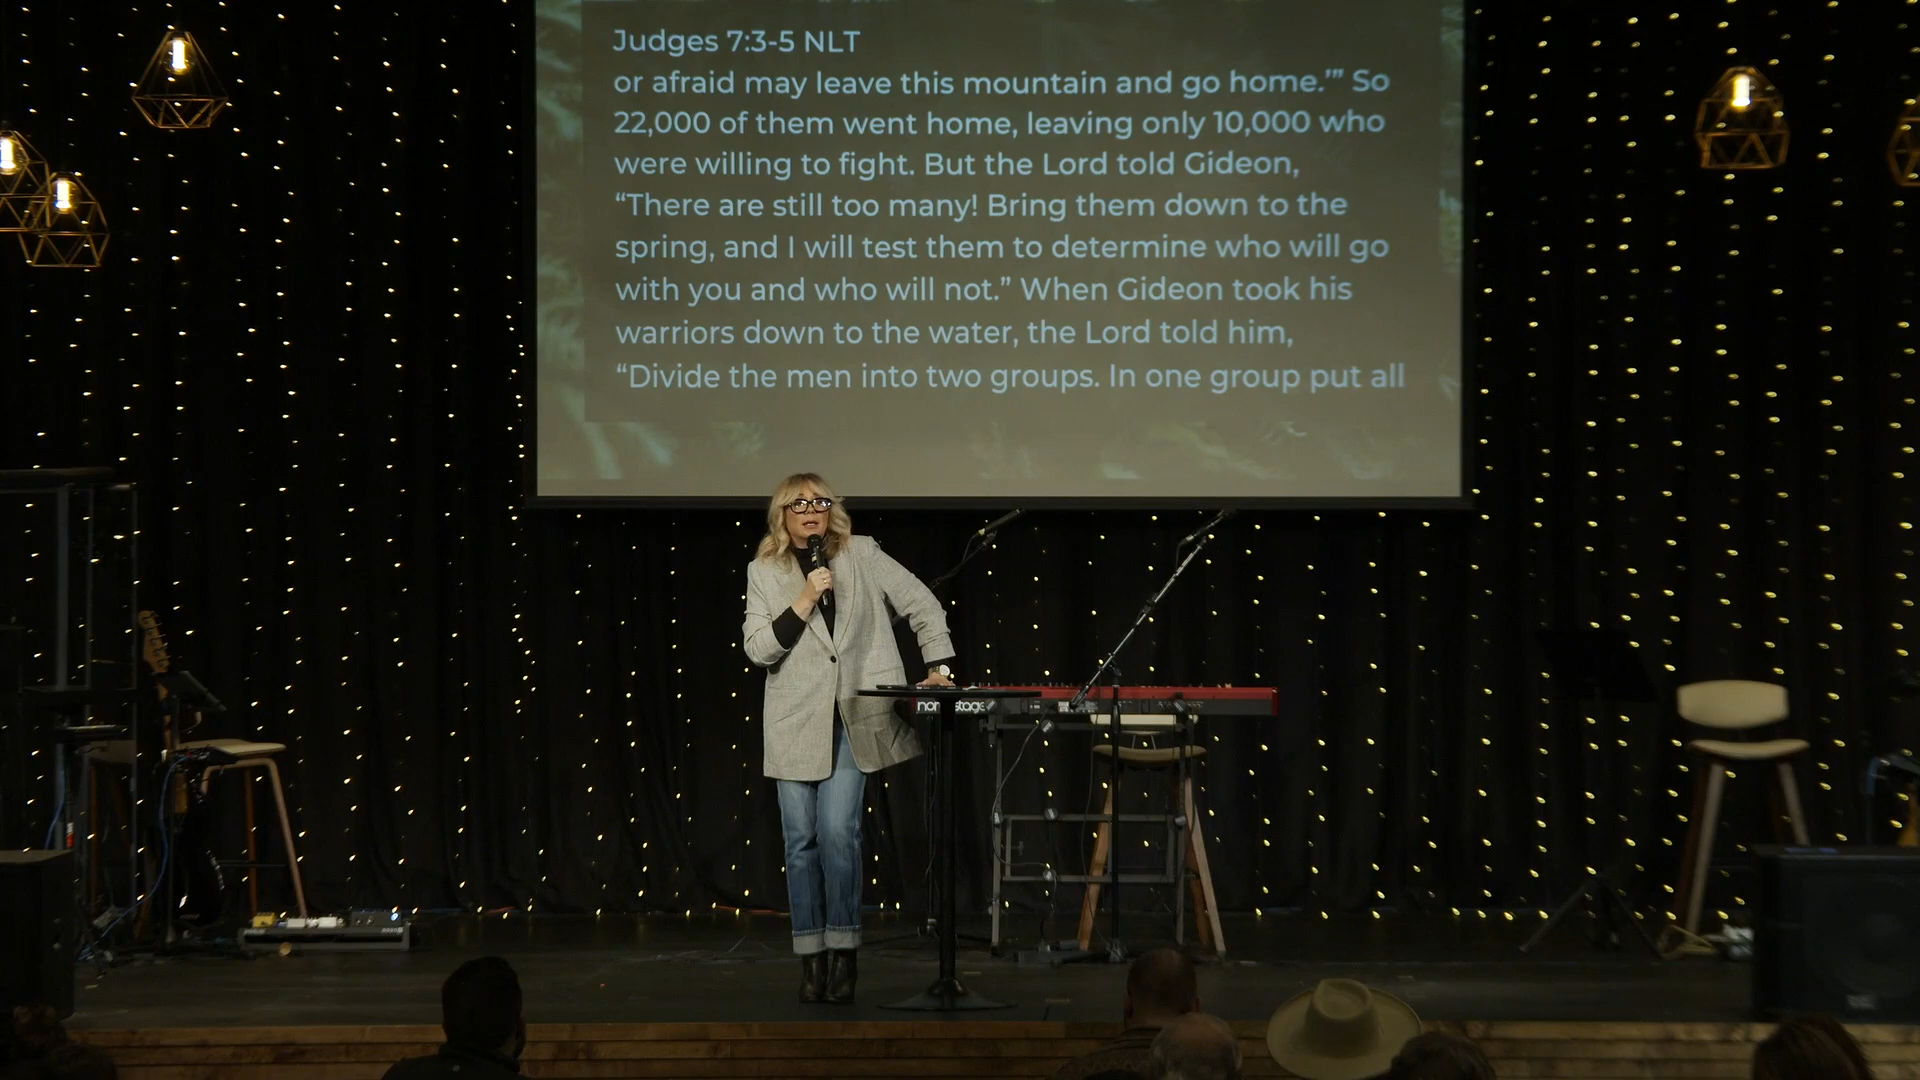 Judges 7:3-5 NLT
or afraid may leave this mountain and go home.’” So
22,000 of them went home, leaving only 10,000 who
were willing to fight. But the Lord told Gideon,
“There are still too many! Bring them down to the
spring, and I will test them to determine who will go
with you and who will not.” When Gideon took his
warriors down to the water, the Lord told him,
“Divide the men into two groups. In one group put all
nord stage